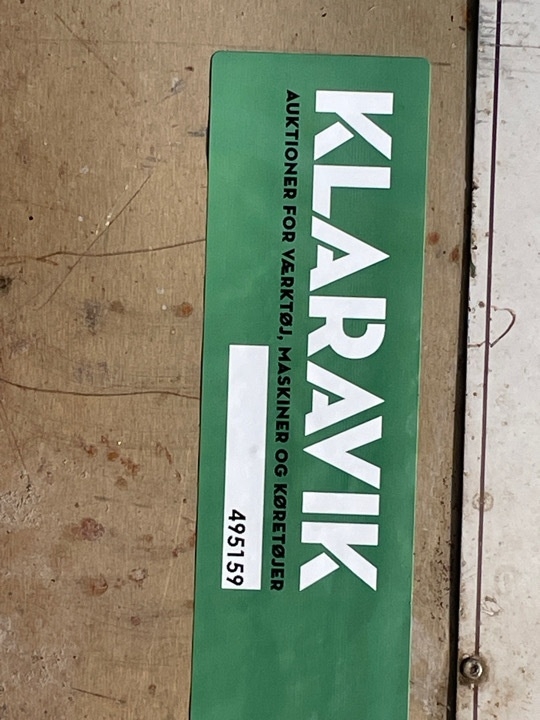 KLARAVIK
AUKTIONER FOR VÆRKTØJ, MASKINER OG KØRETØJER
495159